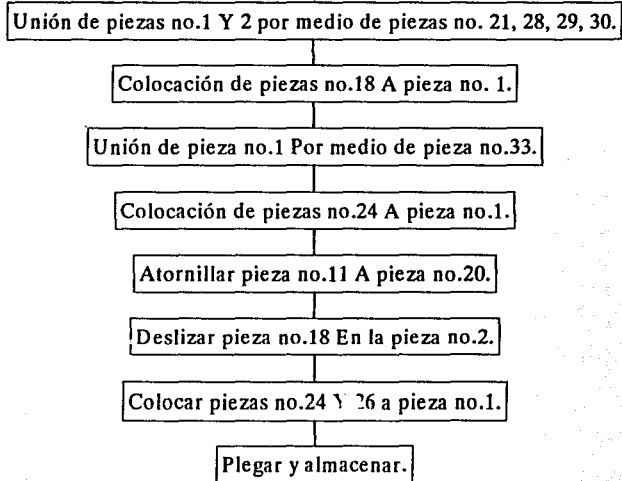 Unión de piezas no.1 Y 2 por medio de piezas no. 21, 28, 29, 30.
Colocación de piezas no.18 A pieza no. 1.
Unión de pieza no.1 Por medio de pieza no.33.
Colocación de piezas no.24 A pieza no.1.
Atornillar pieza no.11 A pieza no.20.
Deslizar pieza no.18 En la pieza no.2.
Colocar piezas no.24 Y 26 a pieza no.1.
Plegar y almacenar.